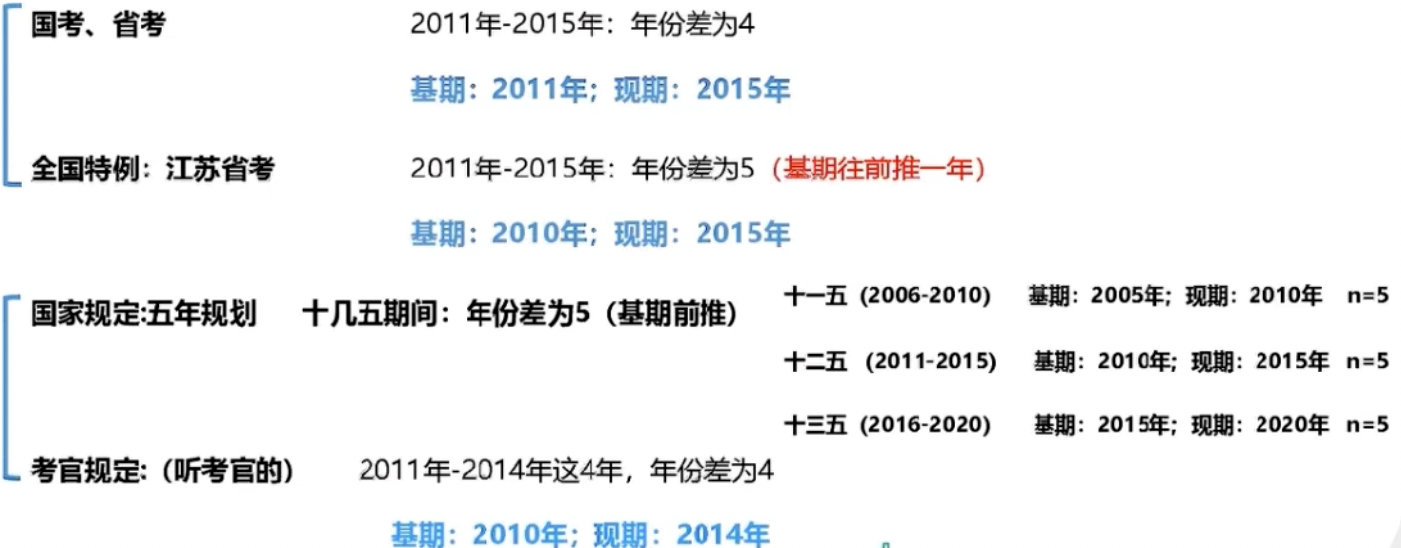 国考、省考 2011年-2015年：年份差为4
基期：2011年；现期：2015年
全国特例：江苏省考 2011年-2015年：年份差为5（基期往前推一年）
基期：2010年；现期：2015年
国家规定:五年规划 十几五期间：年份差为5（基期前推） 十一五 (2006-2010) 基期：2005年；现期：2010年 n=5
十二五 (2011-2015) 基期：2010年；现期：2015年 n=5
十三五 (2016-2020) 基期：2015年；现期：2020年 n=5
考官规定:（听考官的） 2011年-2014年这4年，年份差为4
基期：2010年；现期：2014年